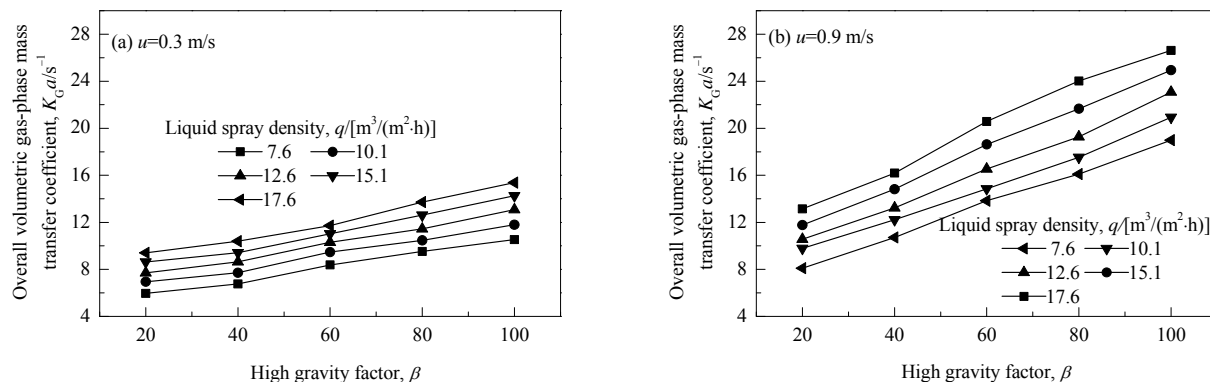 (a) u=0.3 m/s
Overall volumetric gas-phase mass
transfer coefficient, K_G a/s⁻¹
28
24
20
16
12
8
4
Liquid spray density, q/[m³/(m²·h)]
7.6 10.1
12.6 15.1
17.6
20 40 60 80 100
High gravity factor, β
(b) u=0.9 m/s
Overall volumetric gas-phase mass
transfer coefficient, K_G a/s⁻¹
28
24
20
16
12
8
4
Liquid spray density, q/[m³/(m²·h)]
7.6 10.1
12.6 15.1
17.6
20 40 60 80 100
High gravity factor, β